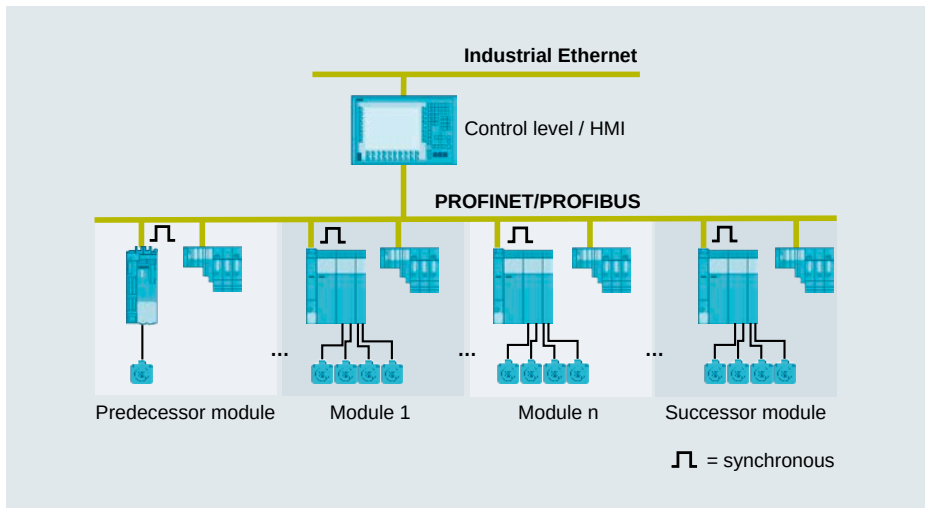 Industrial Ethernet
Control level / HMI
PROFINET/PROFIBUS
... ... ...
Predecessor module Module 1 Module n Successor module
= synchronous